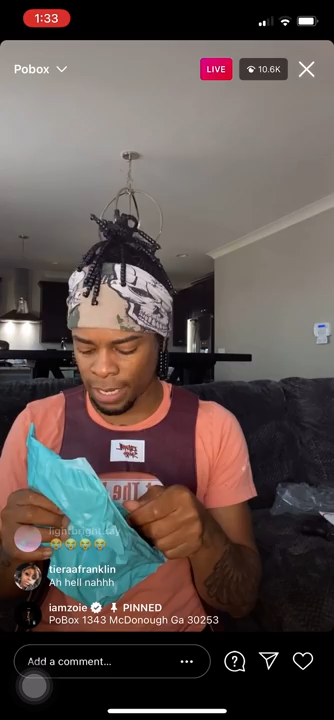 1:33
Pobox
LIVE
10.6K
lightbrightjay
tieraafranklin
Ah hell nahhh
iamzoie PINNED
PoBox 1343 McDonough Ga 30253
Add a comment...